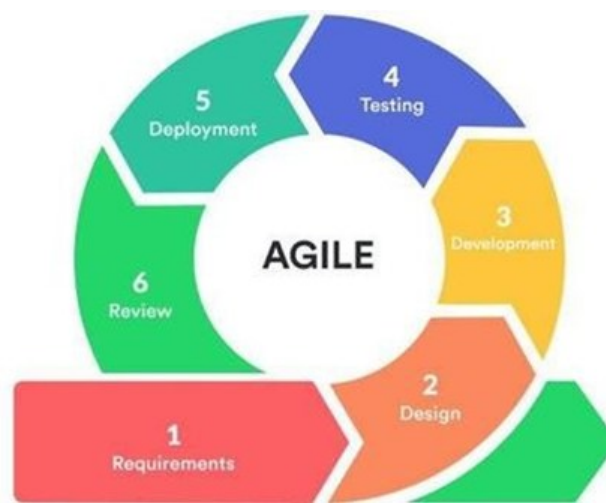 4
Testing
5
Deployment
3
Development
AGILE
6
Review
2
Design
1
Requirements